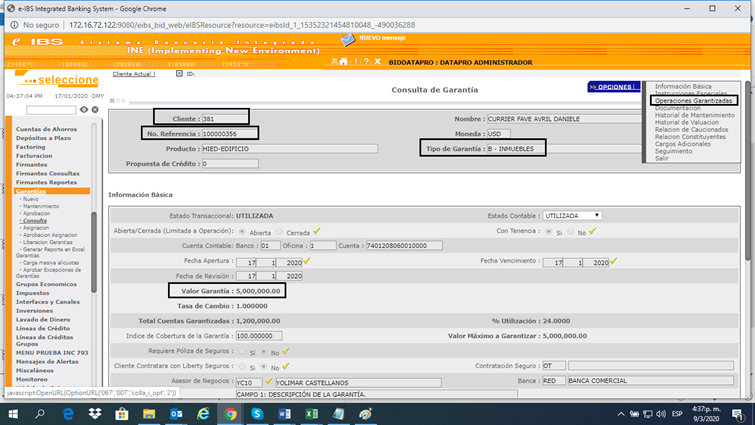 e-IBS Integrated Banking System - Google Chrome
No seguro | 172.16.72.122:9080/eibs_bid_web/eIBSResource?resource=eibsId_1_15352321454810048_-490036288
e-IBS Integrated Banking System Sistema Bancario Integrado
INE (Implementing New Environment)
NUEVO mensaje
BIDDATAPRO : DATAPRO ADMINISTRADOR
...seleccione
Cliente Actual |
ID:
04:37:04 PM 17/01/2020 DMY
Cuentas de Ahorros
Depósitos a Plazo
Factoring
Facturacion
Firmantes
Firmantes Consultas
Firmantes Reportes
Garantías
- Nuevo
- Mantenimiento
- Aprobacion
- Consulta
- Asignacion
- Aprobacion Asignacion
- Liberacion Garantias
- Generar Reporte en Excel Garantias
- Carga masiva alicuotas
- Aprobar Excepciones de Garantias
Grupos Economicos
Impuestos
Interfaces y Canales
Inversiones
Lavado de Dinero
Líneas de Crédito
Líneas de Crédito Grupos
MENU PRUEBA INC 793
Mensajes de Alertas
Misceláneos
Monitoreo
Consulta de Garantía
>> OPCIONES
Información Básica
Instrucciones Especiales
Operaciones Garantizadas
Documentacion
Historial de Mantenimiento
Historial de Valuacion
Relacion de Caucionados
Relacion Constituyentes
Cargos Adicionales
Seguimiento
Salir
Cliente : 381
Nombre : CURRIER FAVE AVRIL DANIELE
No. Referencia : 100000356
Moneda : USD
Producto : HIED-EDIFICIO
Tipo de Garantía : B - INMUEBLES
Propuesta de Crédito : 0
Información Básica
Estado Transaccional: UTILIZADA
Estado Contable : UTILIZADA
Abierta/Cerrada (Limitada a Operación): Abierta Cerrada
Con Tenencia : Si No
Cuenta Contable: Banco : 01 Oficina : 1 Cuenta : 7401208060010000
Fecha Apertura : 17 1 2020
Fecha Vencimiento : 17 1 2020
Fecha de Revisión : 17 1 2020
Valor Garantía : 5,000,000.00
Tasa de Cambio : 1.000000
Total Cuentas Garantizadas : 1,200,000.00
% Utilización : 24.0000
Indice de Cobertura de la Garantía : 100.000000
Valor Máximo a Garantizar : 5,000,000.00
Requiere Póliza de Seguros : Si No
Cliente Contratara con Liberty Seguros : Si No
Contratación Seguro : OT
Asesor de Negocios : YC10 YOLIMAR CASTELLANOS
Banca : RED BANCA COMERCIAL
CAMPO 1: DESCRIPCIÓN DE LA GARANTÍA.
javascript:OpenURL(OptionURL('067','007','colla_i_opt','2'))
ESP
4:37p. m.
9/3/2020